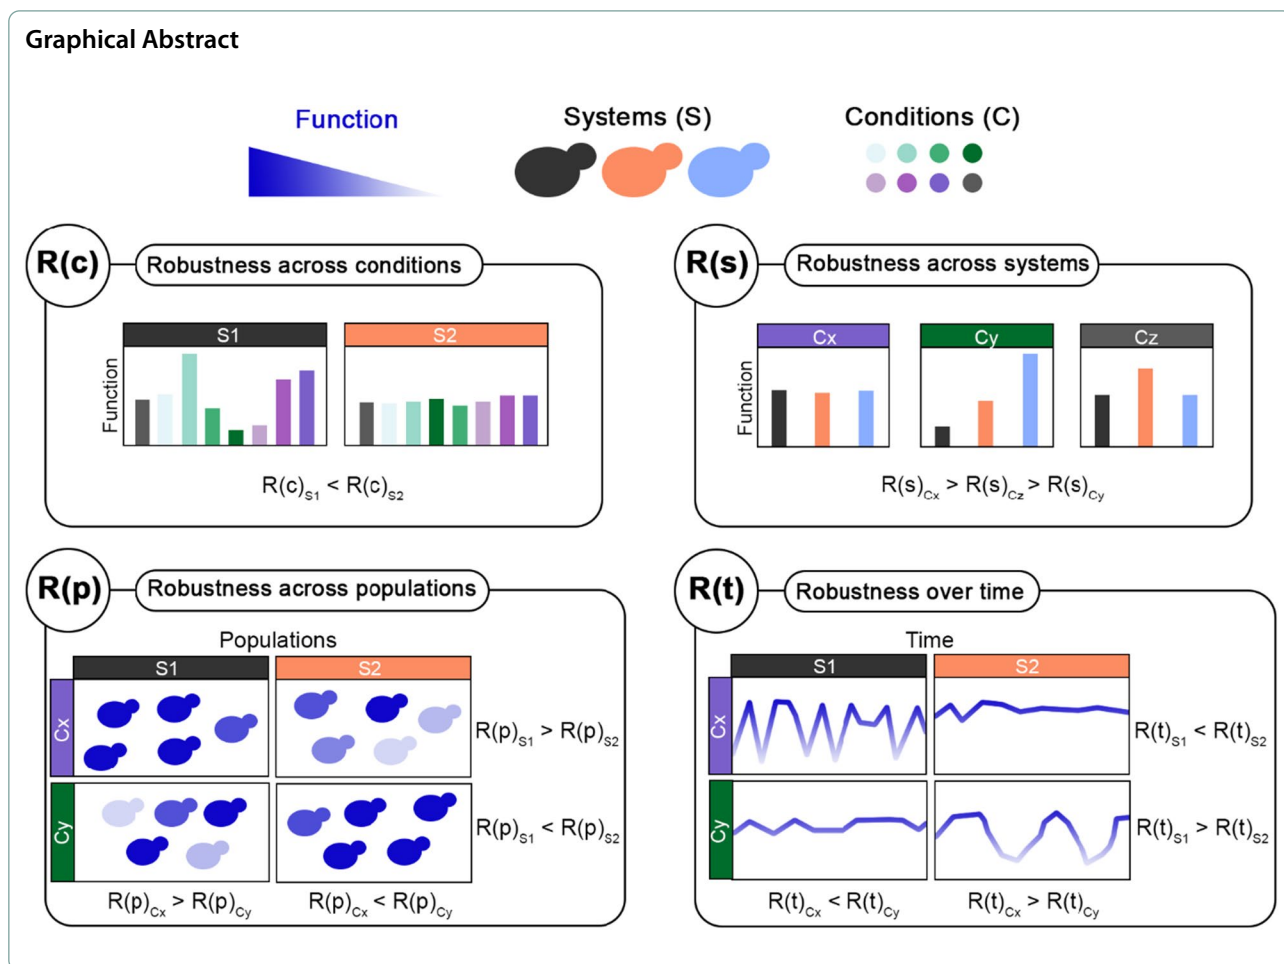 Graphical Abstract
Function
Systems (S)
Conditions (C)
R(c)
Robustness across conditions
S1
S2
Function
R(c)S1 < R(c)S2
R(s)
Robustness across systems
Cx
Cy
Cz
Function
R(s)Cx > R(s)Cz > R(s)Cy
R(p)
Robustness across populations
Populations
S1
S2
Cx
R(p)S1 > R(p)S2
Cy
R(p)S1 < R(p)S2
R(p)Cx > R(p)Cy
R(p)Cx < R(p)Cy
R(t)
Robustness over time
Time
S1
S2
Cx
R(t)S1 < R(t)S2
Cy
R(t)S1 > R(t)S2
R(t)Cx < R(t)Cy
R(t)Cx > R(t)Cy